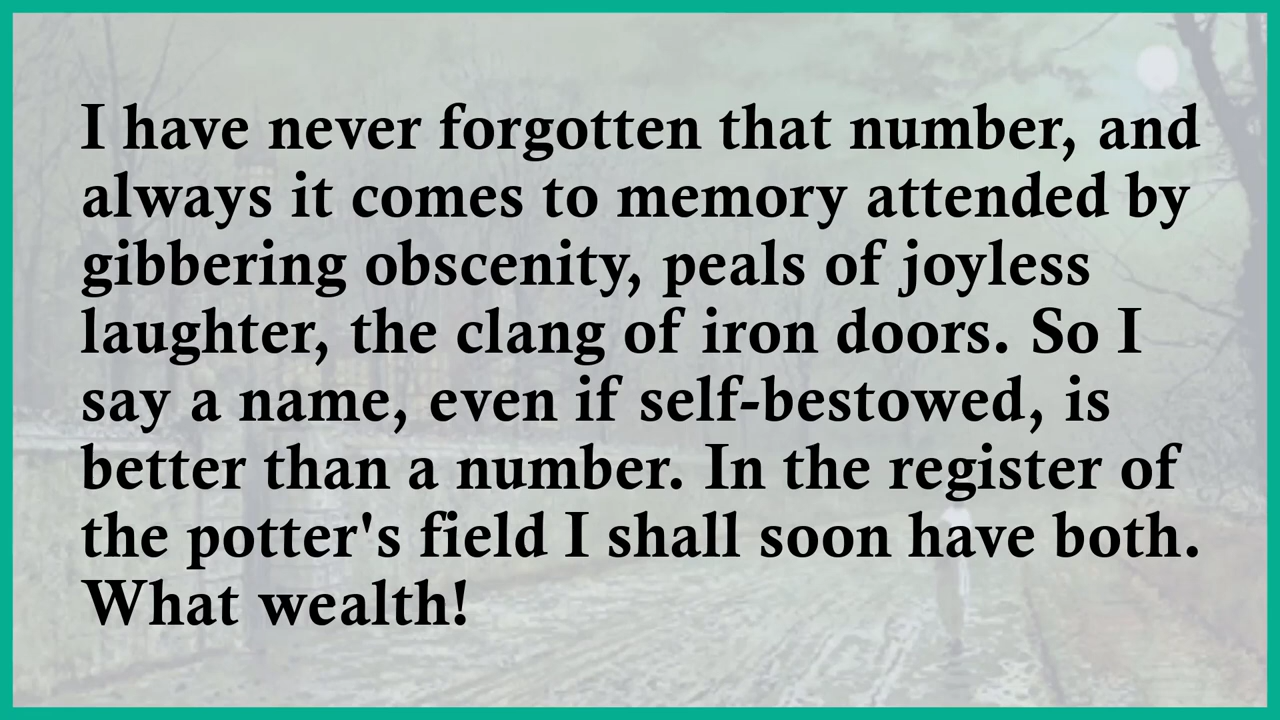 I have never forgotten that number, and
always it comes to memory attended by
gibbering obscenity, peals of joyless
laughter, the clang of iron doors. So I
say a name, even if self-bestowed, is
better than a number. In the register of
the potter's field I shall soon have both.
What wealth!